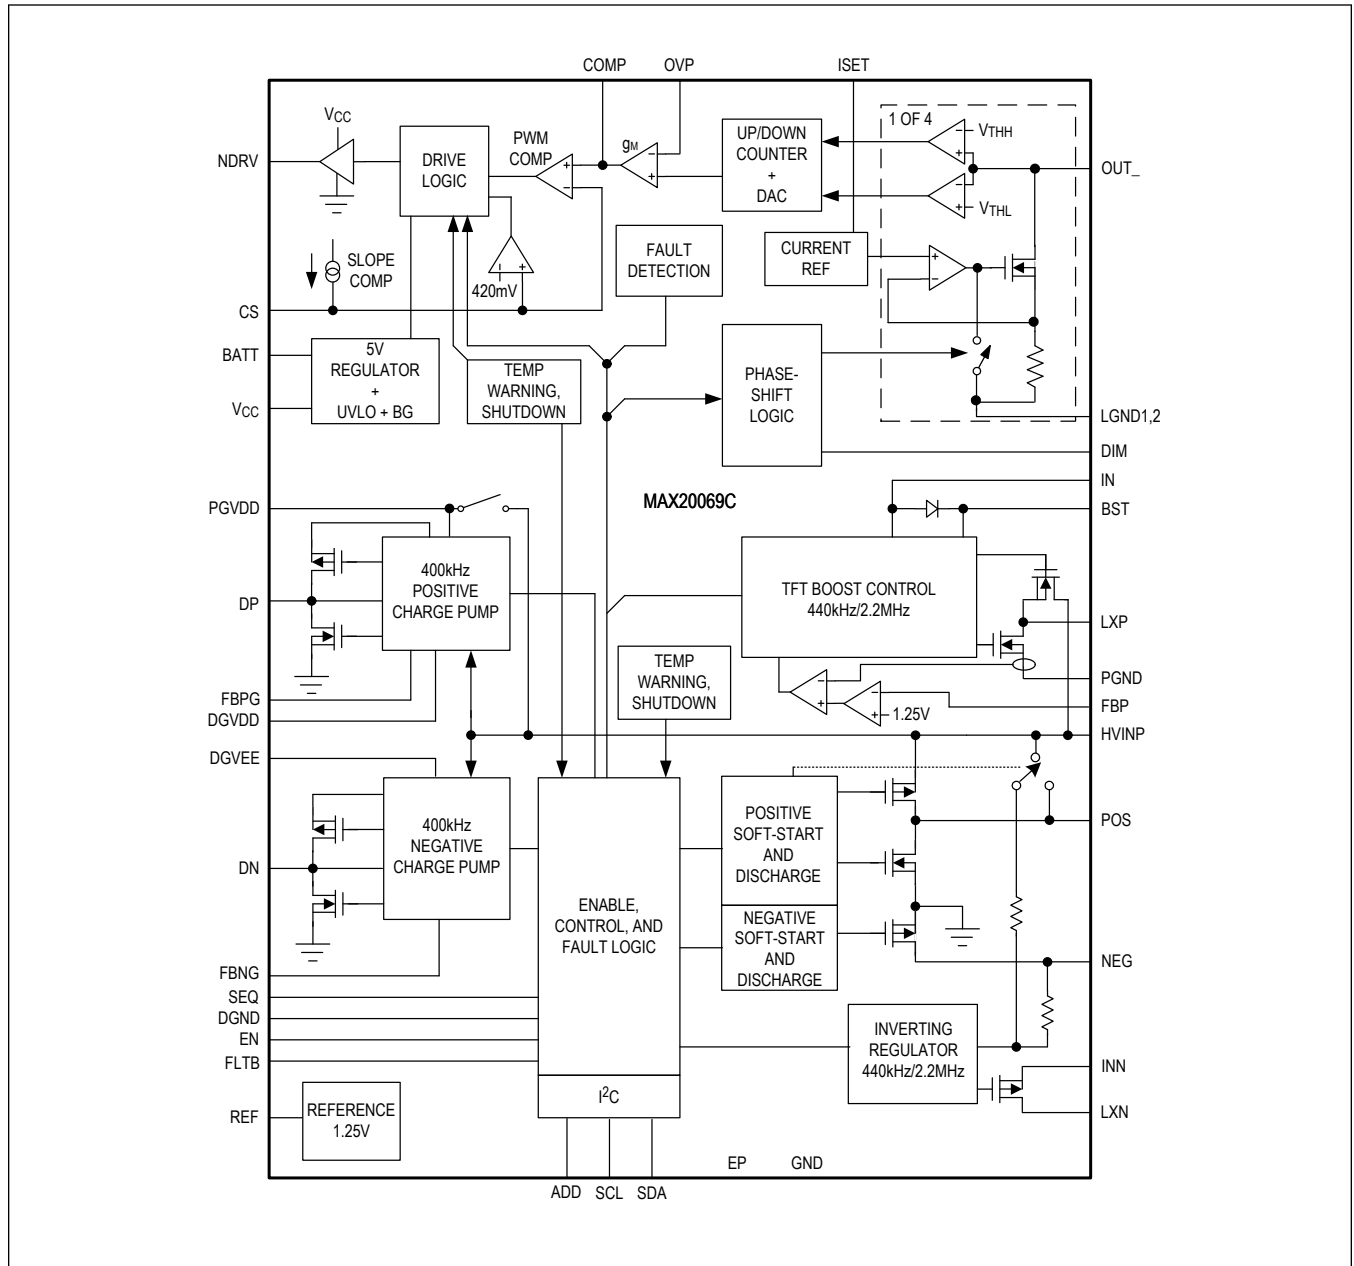 COMP
OVP
ISET
VCC
NDRV
DRIVE
LOGIC
PWM
COMP
+
−
gM
−
+
UP/DOWN
COUNTER
+
DAC
1 OF 4
−
+
VTHH
−
+
VTHL
OUT_
SLOPE
COMP
420mV
−
+
FAULT
DETECTION
CURRENT
REF
+
−
CS
BATT
VCC
5V
REGULATOR
+
UVLO + BG
TEMP
WARNING,
SHUTDOWN
PHASE-
SHIFT
LOGIC
LGND1,2
DIM
IN
BST
MAX20069C
PGVDD
400kHz
POSITIVE
CHARGE PUMP
DP
TFT BOOST CONTROL
440kHz/2.2MHz
LXP
PGND
FBP
−
+
−
+
1.25V
TEMP
WARNING,
SHUTDOWN
FBPG
DGVDD
HVINP
DGVEE
400kHz
NEGATIVE
CHARGE PUMP
DN
POSITIVE
SOFT-START
AND
DISCHARGE
POS
ENABLE,
CONTROL, AND
FAULT LOGIC
NEGATIVE
SOFT-START
AND
DISCHARGE
NEG
FBNG
SEQ
DGND
EN
FLTB
INVERTING
REGULATOR
440kHz/2.2MHz
INN
LXN
I2C
REF
REFERENCE
1.25V
EP
GND
ADD
SCL
SDA